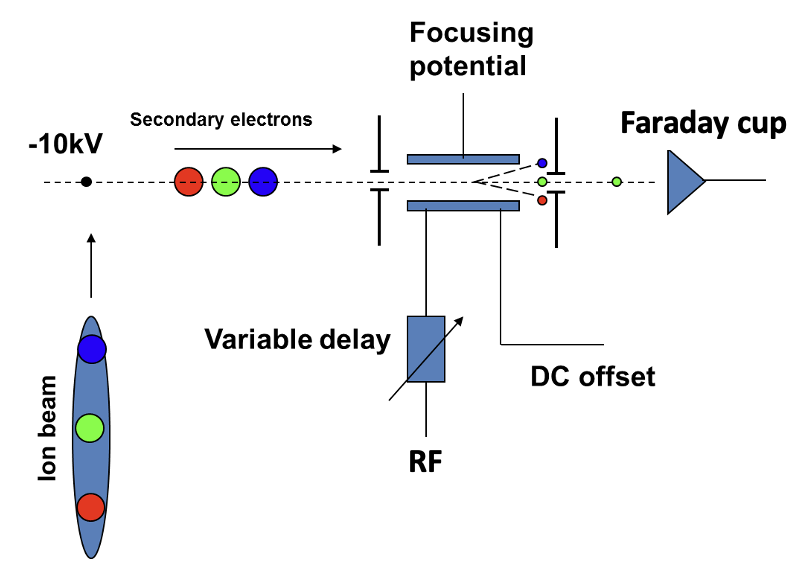 Focusing
potential
Secondary electrons
Faraday cup
-10kV
Variable delay
DC offset
Ion beam
RF